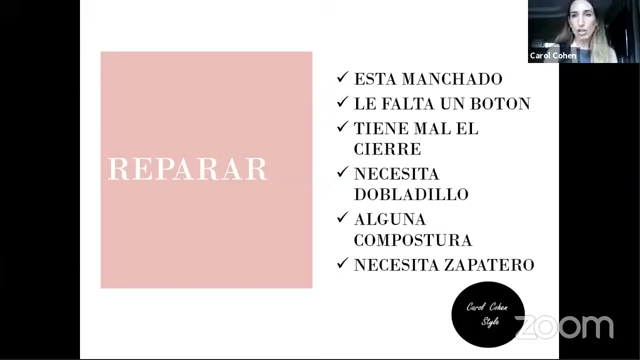 Carol Cohen
REPARAR
✓ ESTA MANCHADO
✓ LE FALTA UN BOTON
✓ TIENE MAL EL
CIERRE
✓ NECESITA
DOBLADILLO
✓ ALGUNA
COMPOSTURA
✓ NECESITA ZAPATERO
Carol Cohen
Style
zoom